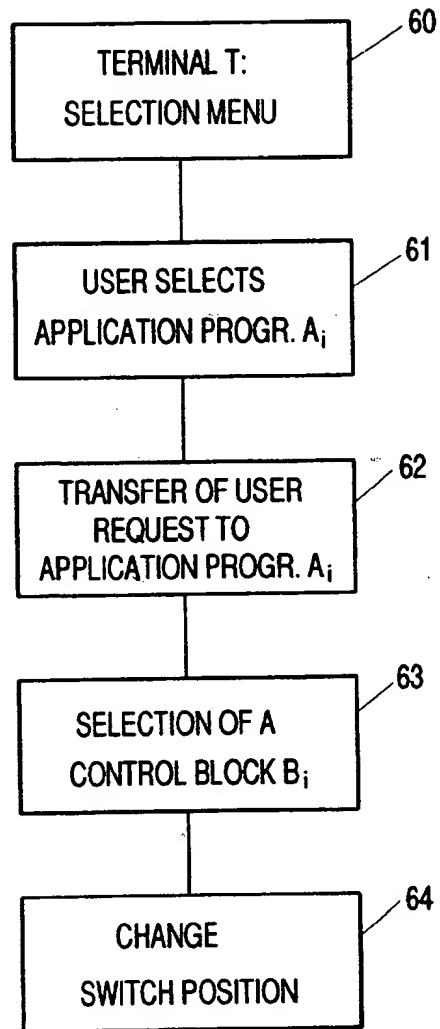 60
TERMINAL T:
SELECTION MENU
61
USER SELECTS
APPLICATION PROGR. Ai
62
TRANSFER OF USER
REQUEST TO
APPLICATION PROGR. Ai
63
SELECTION OF A
CONTROL BLOCK Bi
64
CHANGE
SWITCH POSITION